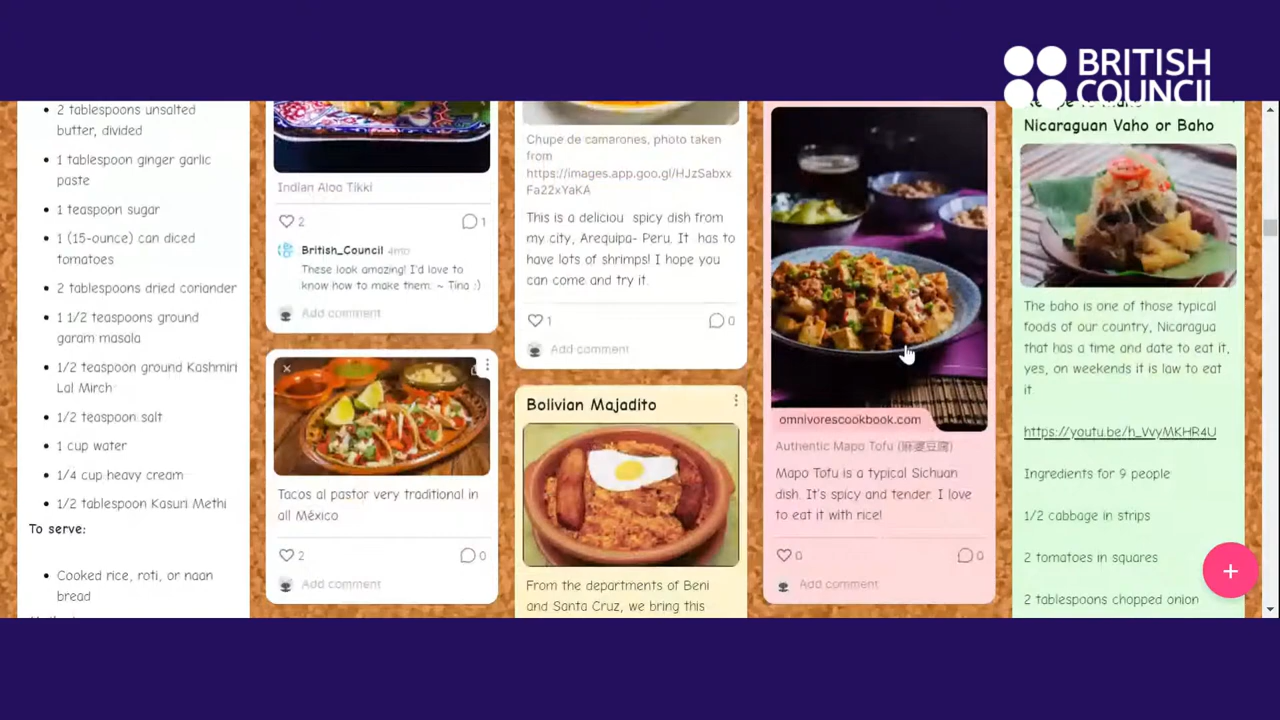 BRITISH
COUNCIL
2 tablespoons unsalted
butter, divided
1 tablespoon ginger garlic
paste
1 teaspoon sugar
1 (15-ounce) can diced
tomatoes
2 tablespoons dried coriander
1 1/2 teaspoons ground
garam masala
1/2 teaspoon ground Kashmiri
Lal Mirch
1/2 teaspoon salt
1 cup water
1/4 cup heavy cream
1/2 tablespoon Kasuri Methi
To serve:
Cooked rice, roti, or naan
bread
Indian Aloo Tikki
2
1
British_Council 4mo
These look amazing! I'd love to
know how to make them. ~ Tina :)
Add comment
Tacos al pastor very traditional in
all México
2
0
Add comment
Chupe de camarones, photo taken
from
https://images.app.goo.gl/HJzSabxx
Fa22xYaKA
This is a deliciou spicy dish from
my city, Arequipa- Peru. It has to
have lots of shrimps! I hope you
can come and try it.
1
0
Add comment
Bolivian Majadito
From the departments of Beni
and Santa Cruz, we bring this
omnivorescookbook.com
Authentic Mapo Tofu (麻婆豆腐)
Mapo Tofu is a typical Sichuan
dish. It's spicy and tender. I love
to eat it with rice!
0
0
Add comment
Nicaraguan Vaho or Baho
The baho is one of those typical
foods of our country, Nicaragua
that has a time and date to eat it,
yes, on weekends it is law to eat
it
https://youtu.be/h_VvyMKHR4U
Ingredients for 9 people
1/2 cabbage in strips
2 tomatoes in squares
2 tablespoons chopped onion